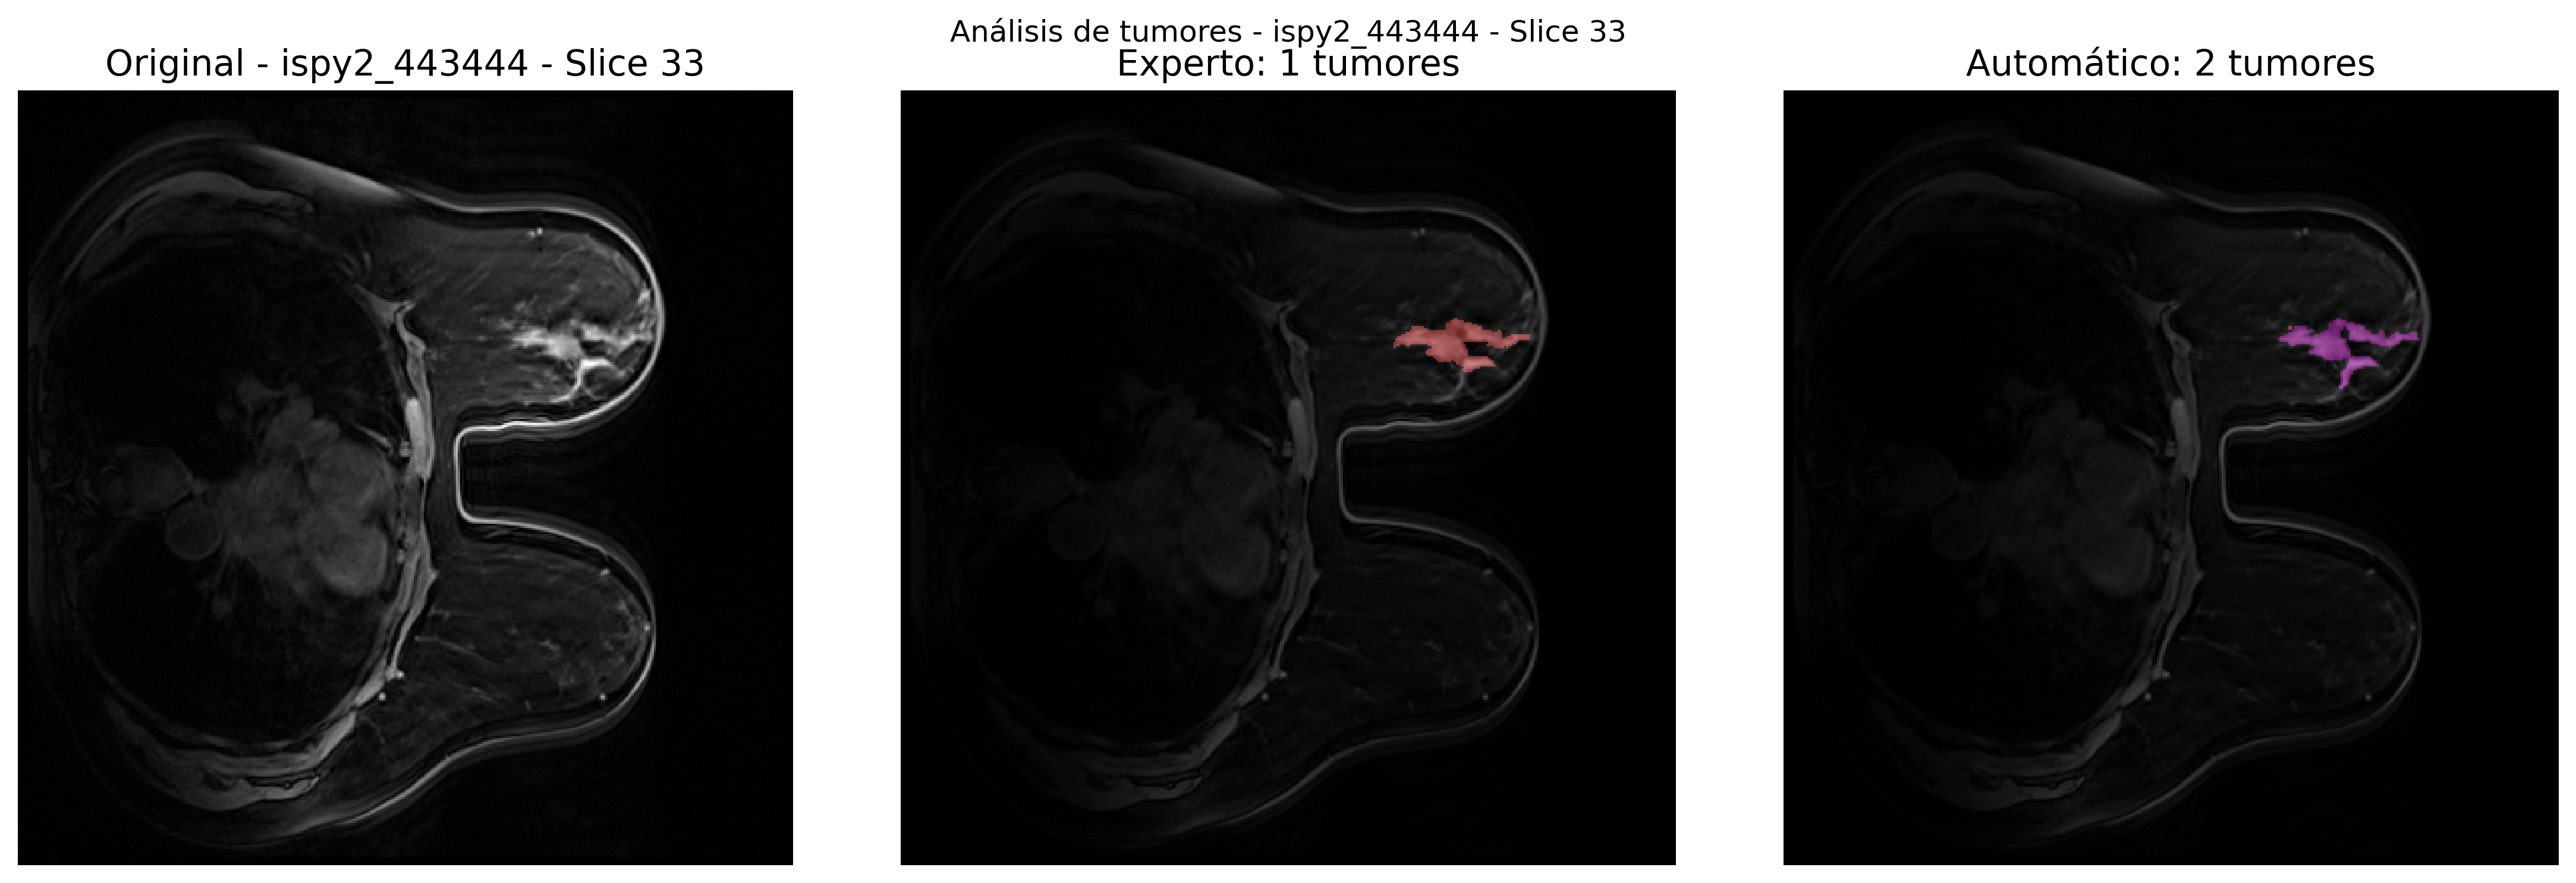 Análisis de tumores - ispy2_443444 - Slice 33
Original - ispy2_443444 - Slice 33
Experto: 1 tumores
Automático: 2 tumores